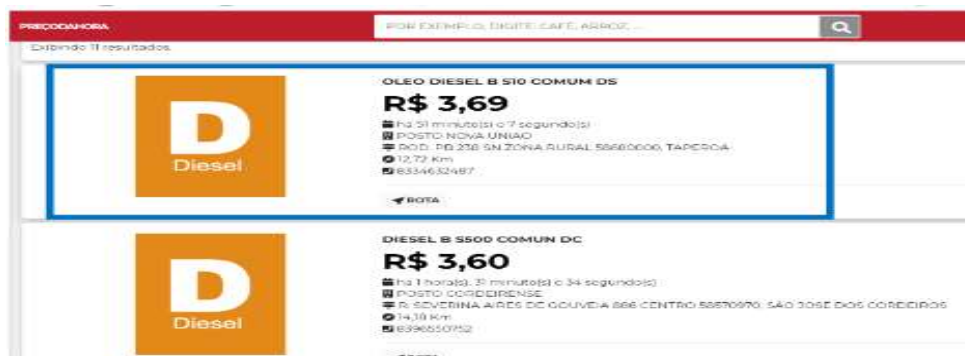 PREÇODAHORA
POR EXEMPLO, DIGITE: CAFÉ, ARROZ, ...
Exibindo 11 resultados.
D
Diesel
OLEO DIESEL B S10 COMUM DS
R$ 3,69
há 51 minuto(s) e 7 segundo(s)
POSTO NOVA UNIAO
ROD. PB 238 SN ZONA RURAL 58680000, TAPEROA
12,72 Km
8334632487
ROTA
D
Diesel
DIESEL B S500 COMUN DC
R$ 3,60
há 1 hora(s), 31 minuto(s) e 34 segundo(s)
POSTO CORDEIRENSE
R. SEVERINA AIRES DE GOUVEIA 886 CENTRO 58570970, SÃO JOSE DOS CORDEIROS
14,18 Km
8396550752